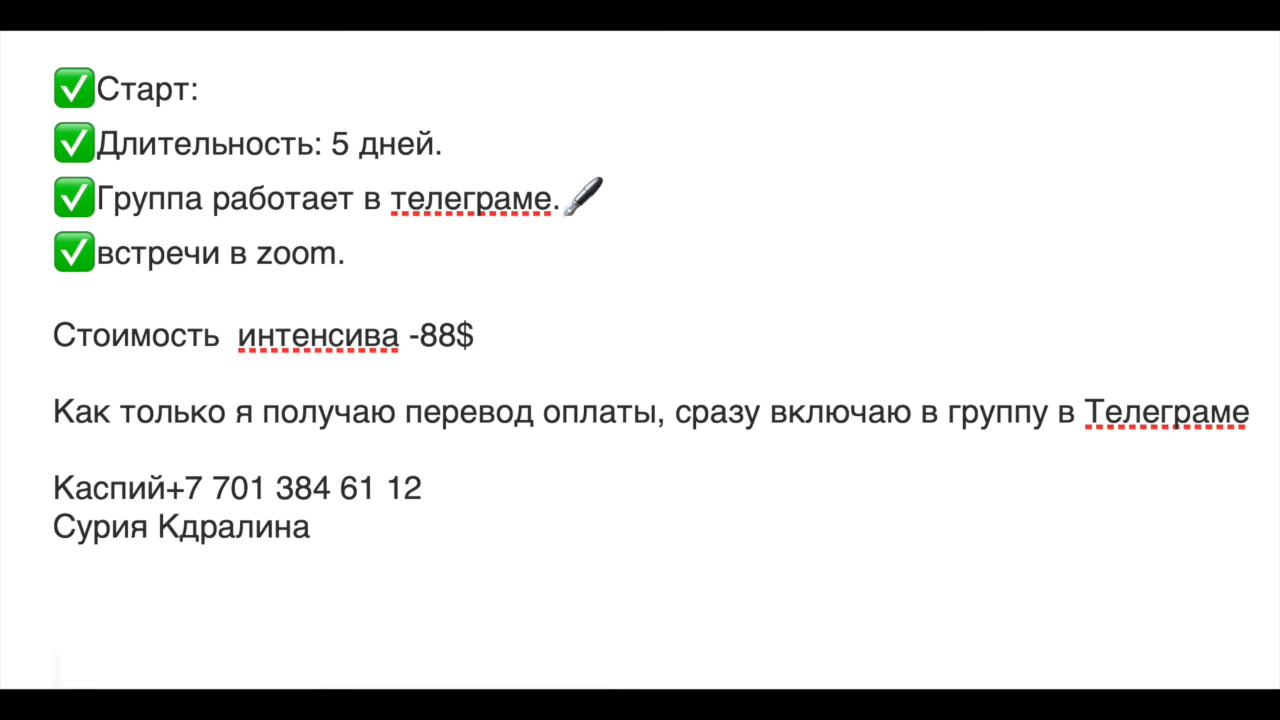 ✅Старт:
✅Длительность: 5 дней.
✅Группа работает в телеграме.🖋
✅встречи в zoom.
Стоимость  интенсива -88$
Как только я получаю перевод оплаты, сразу включаю в группу в Телеграме
Каспий+7 701 384 61 12
Сурия Кдралина